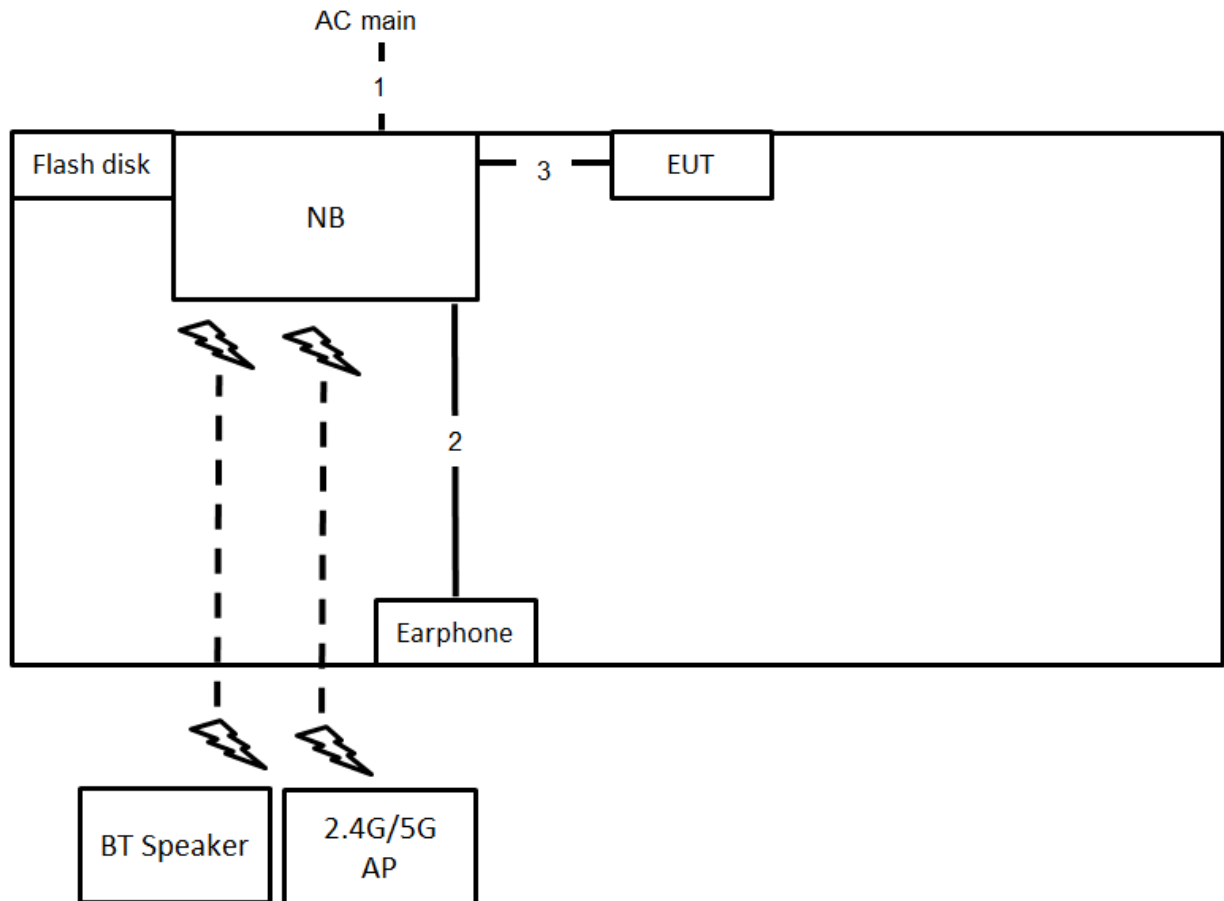 AC main
1
Flash disk
NB
3
EUT
2
Earphone
BT Speaker
2.4G/5G
AP